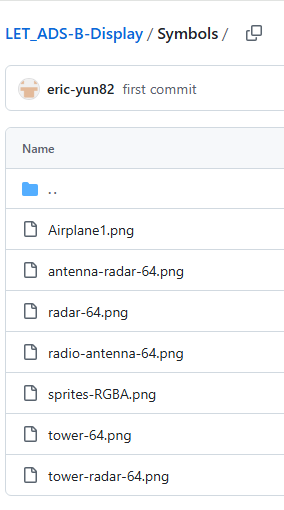 LET_ADS-B-Display / Symbols /
eric-yun82 first commit
Name
..
Airplane1.png
antenna-radar-64.png
radar-64.png
radio-antenna-64.png
sprites-RGBA.png
tower-64.png
tower-radar-64.png